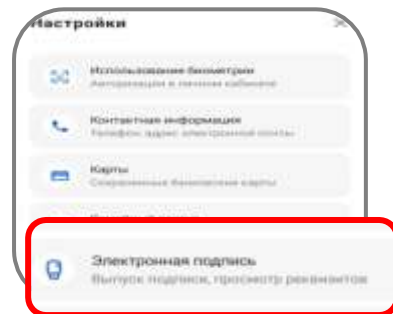 Настройки
Использование биометрии
Авторизация в личном кабинете
Контактная информация
Телефон, адрес электронной почты
Карты
Сохраненные банковские карты
Электронная подпись
Выпуск подписи, просмотр реквизитов